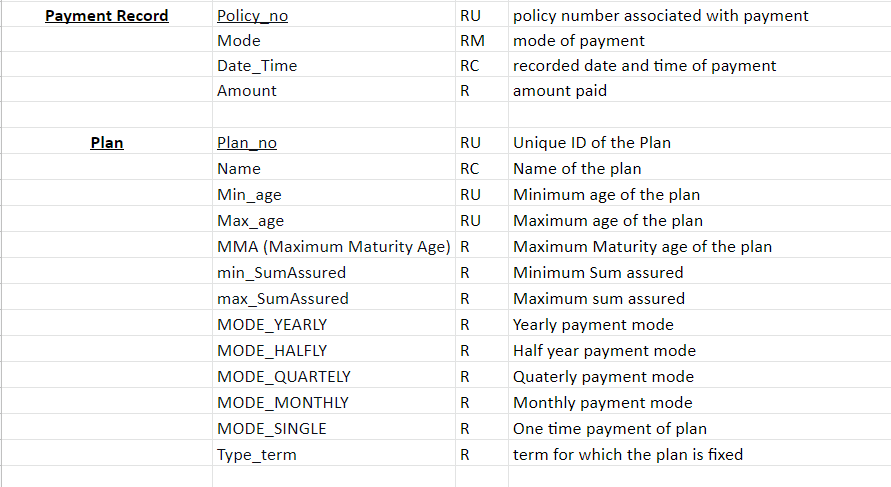 Payment Record Policy_no RU policy number associated with payment
Mode RM mode of payment
Date_Time RC recorded date and time of payment
Amount R amount paid
Plan Plan_no RU Unique ID of the Plan
Name RC Name of the plan
Min_age RU Minimum age of the plan
Max_age RU Maximum age of the plan
MMA (Maximum Maturity Age) R Maximum Maturity age of the plan
min_SumAssured R Minimum Sum assured
max_SumAssured R Maximum sum assured
MODE_YEARLY R Yearly payment mode
MODE_HALFLY R Half year payment mode
MODE_QUARTELY R Quaterly payment mode
MODE_MONTHLY R Monthly payment mode
MODE_SINGLE R One time payment of plan
Type_term R term for which the plan is fixed